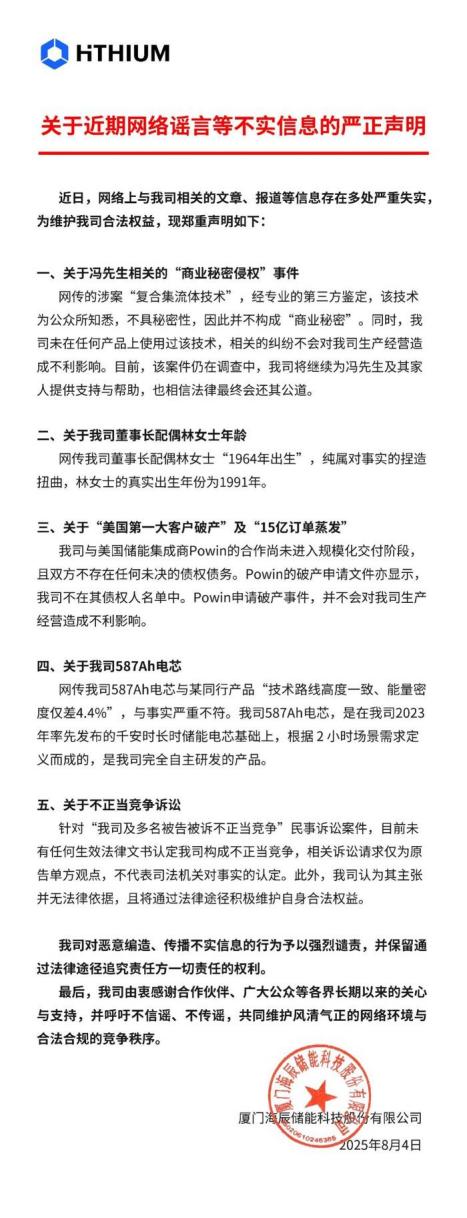 HiTHIUM
关于近期网络谣言等不实信息的严正声明
近日，网络上与我司相关的文章、报道等信息存在多处严重失实，
为维护我司合法权益，现郑重声明如下：
一、关于冯先生相关的“商业秘密侵权”事件
网传的涉案“复合集流体技术”，经专业的第三方鉴定，该技术
为公众所知悉，不具秘密性，因此并不构成“商业秘密”。同时，我
司未在任何产品上使用过该技术，相关的纠纷不会对我司生产经营造
成不利影响。目前，该案件仍在调查中，我司将继续为冯先生及其家
人提供支持与帮助，也相信法律最终会还其公道。
二、关于我司董事长配偶林女士年龄
网传我司董事长配偶林女士“1964年出生”，纯属对事实的捏造
扭曲，林女士的真实出生年份为1991年。
三、关于“美国第一大客户破产”及“15亿订单蒸发”
我司与美国储能集成商Powin的合作尚未进入规模化交付阶段，
且双方不存在任何未决的债权债务。Powin的破产申请文件亦显示，
我司不在其债权人名单中。Powin申请破产事件，并不会对我司生产
经营造成不利影响。
四、关于我司587Ah电芯
网传我司587Ah电芯与某同行产品“技术路线高度一致、能量密
度仅差4.4%”，与事实严重不符。我司587Ah电芯，是在我司2023
年率先发布的千安时长时储能电芯基础上，根据 2 小时场景需求定
义而成的，是我司完全自主研发的产品。
五、关于不正当竞争诉讼
针对“我司及多名被告被诉不正当竞争”民事诉讼案件，目前未
有任何生效法律文书认定我司构成不正当竞争，相关诉讼请求仅为原
告单方观点，不代表司法机关对事实的认定。此外，我司认为其主张
并无法律依据，且将通过法律途径积极维护自身合法权益。
我司对恶意编造、传播不实信息的行为予以强烈谴责，并保留通
过法律途径追究责任方一切责任的权利。
最后，我司由衷感谢合作伙伴、广大公众等各界长期以来的关心
与支持，并呼吁不信谣、不传谣，共同维护风清气正的网络环境与
合法合规的竞争秩序。
厦门海辰储能科技股份有限公司
厦门海辰储能科技股份有限公司
2025年8月4日